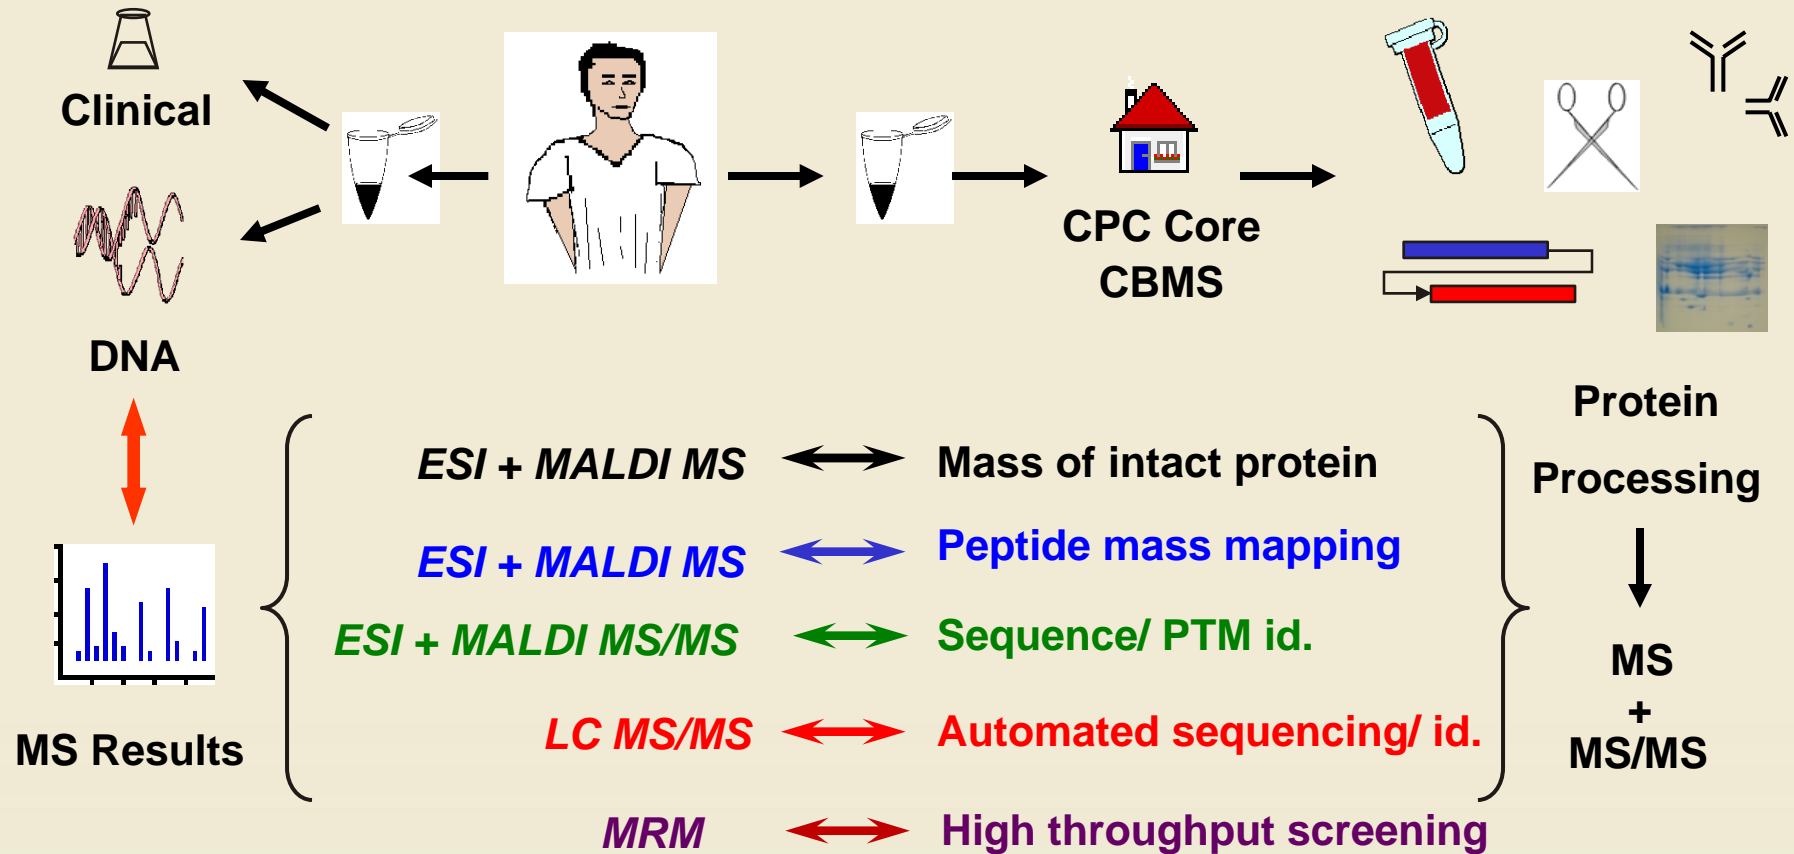 Clinical
DNA
CPC Core
CBMS
Protein
Processing
MS
+
MS/MS
ESI + MALDI MS
Mass of intact protein
ESI + MALDI MS
Peptide mass mapping
ESI + MALDI MS/MS
Sequence/ PTM id.
LC MS/MS
Automated sequencing/ id.
MRM
High throughput screening
MS Results